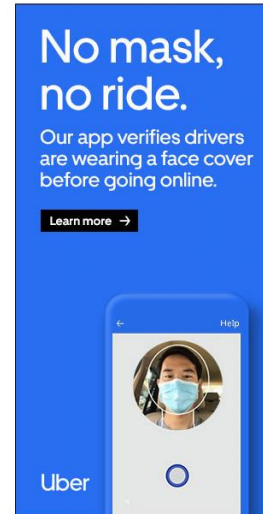 No mask,
no ride.
Our app verifies drivers
are wearing a face cover
before going online.
Learn more →
← Help
Uber